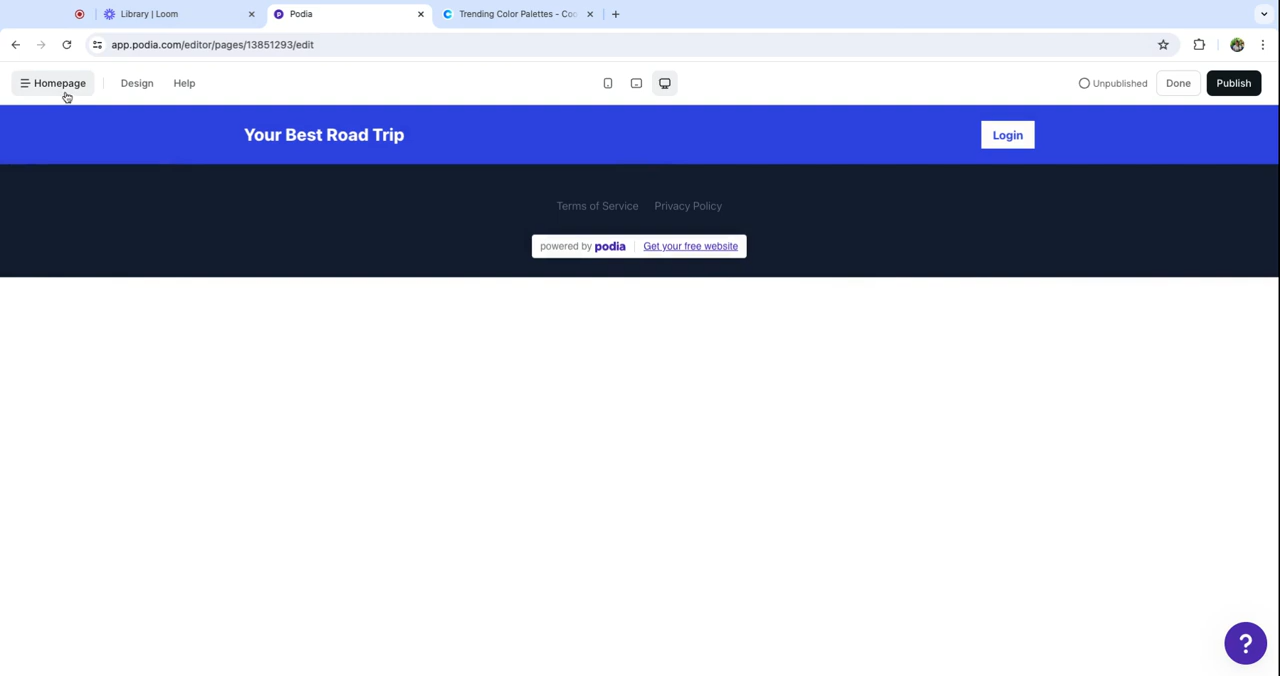 Library | Loom
Podia
Trending Color Palettes - Coo
app.podia.com/editor/pages/13851293/edit
Homepage
Design
Help
Unpublished
Done
Publish
Your Best Road Trip
Login
Terms of Service
Privacy Policy
powered by podia
Get your free website
?